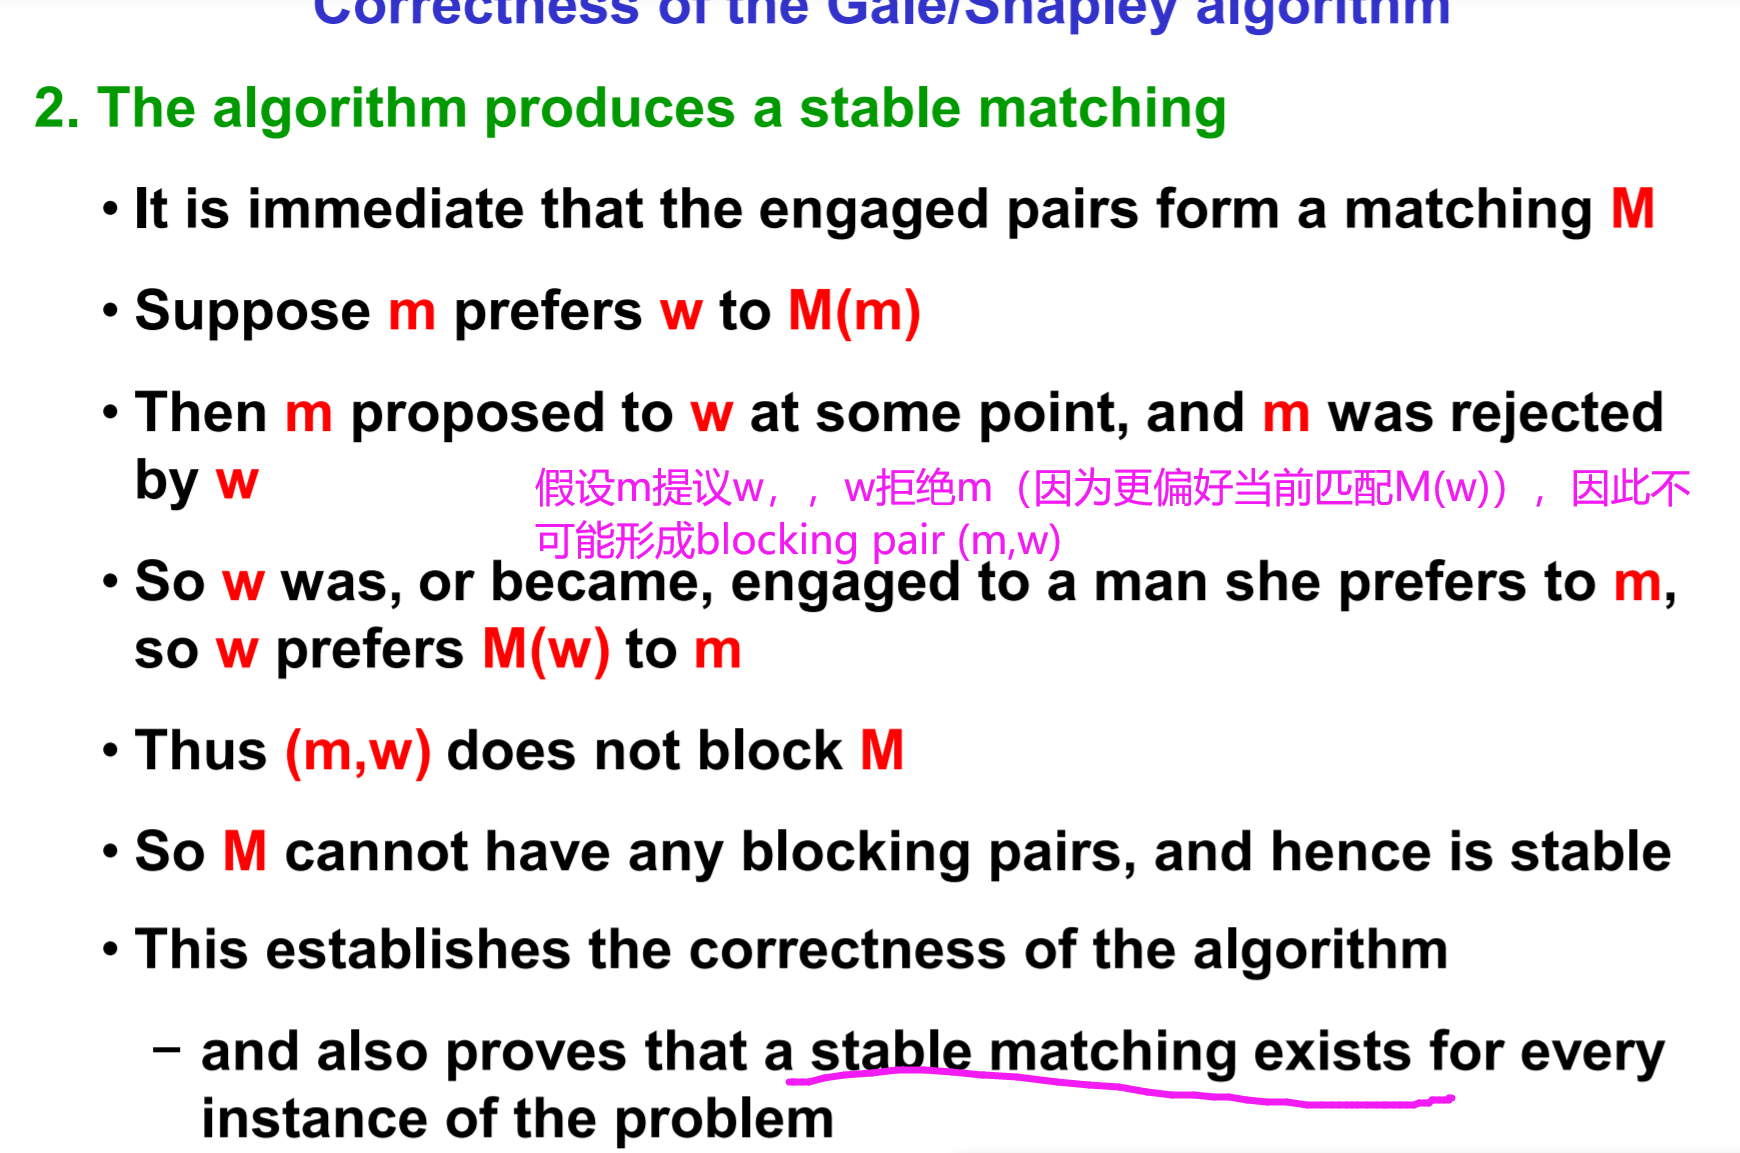 Correctness of the Gale/Shapley algorithm
2. The algorithm produces a stable matching
• It is immediate that the engaged pairs form a matching M
• Suppose m prefers w to M(m)
• Then m proposed to w at some point, and m was rejected
by w
假设m提议w，，w拒绝m（因为更偏好当前匹配M(w)），因此不
可能形成blocking pair (m,w)
• So w was, or became, engaged to a man she prefers to m,
so w prefers M(w) to m
• Thus (m,w) does not block M
• So M cannot have any blocking pairs, and hence is stable
• This establishes the correctness of the algorithm
– and also proves that a stable matching exists for every
instance of the problem